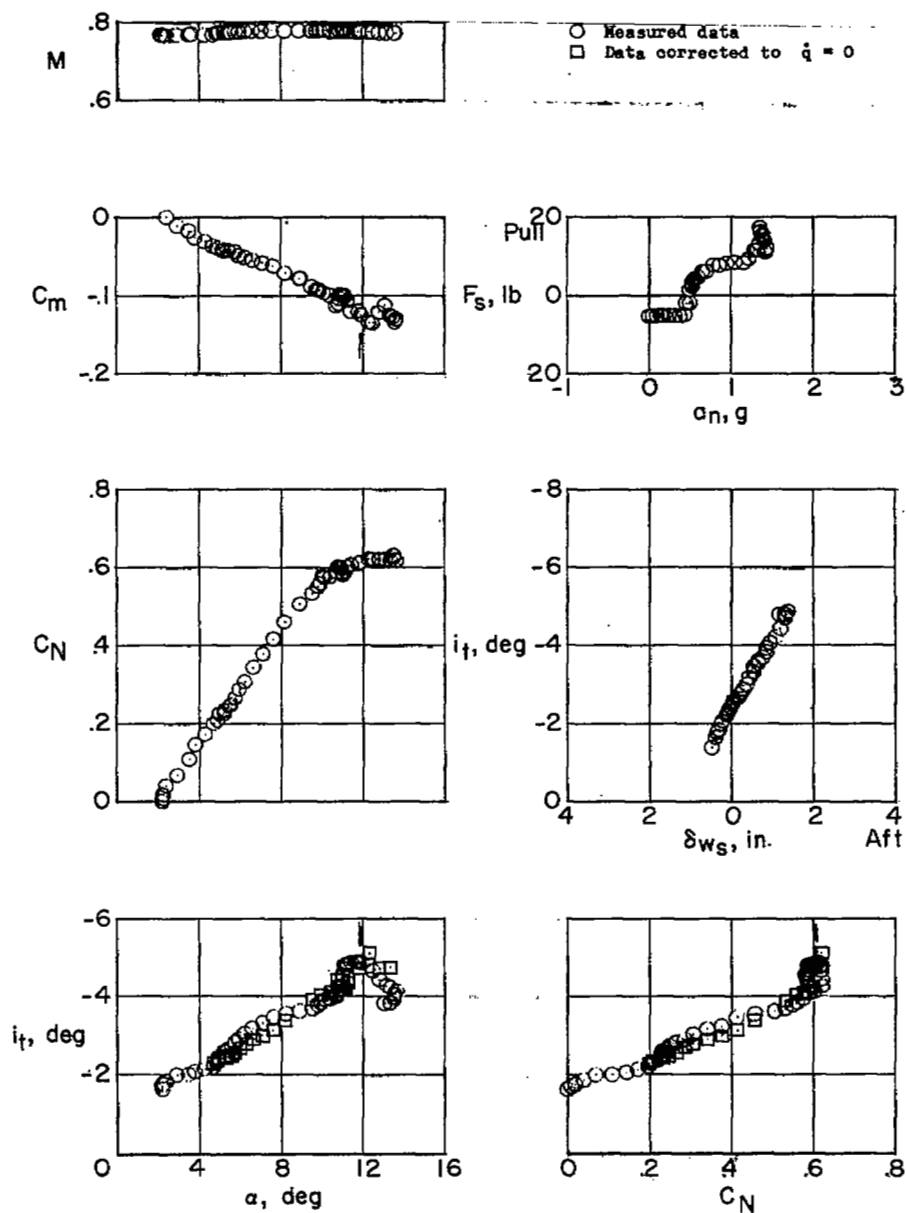 M
.8
.6
○ Measured data
□ Data corrected to q̇ = 0
Cm
0
-.1
-.2
Fs, lb
Pull
20
0
20
-1 0 1 2 3
an, g
CN
.8
.6
.4
.2
0
it, deg
-8
-6
-4
-2
0
4 2 0 2 4
δws, in.
Aft
it, deg
-6
-4
-2
0
4 8 12 16
α, deg
0 .2 .4 .6 .8
CN